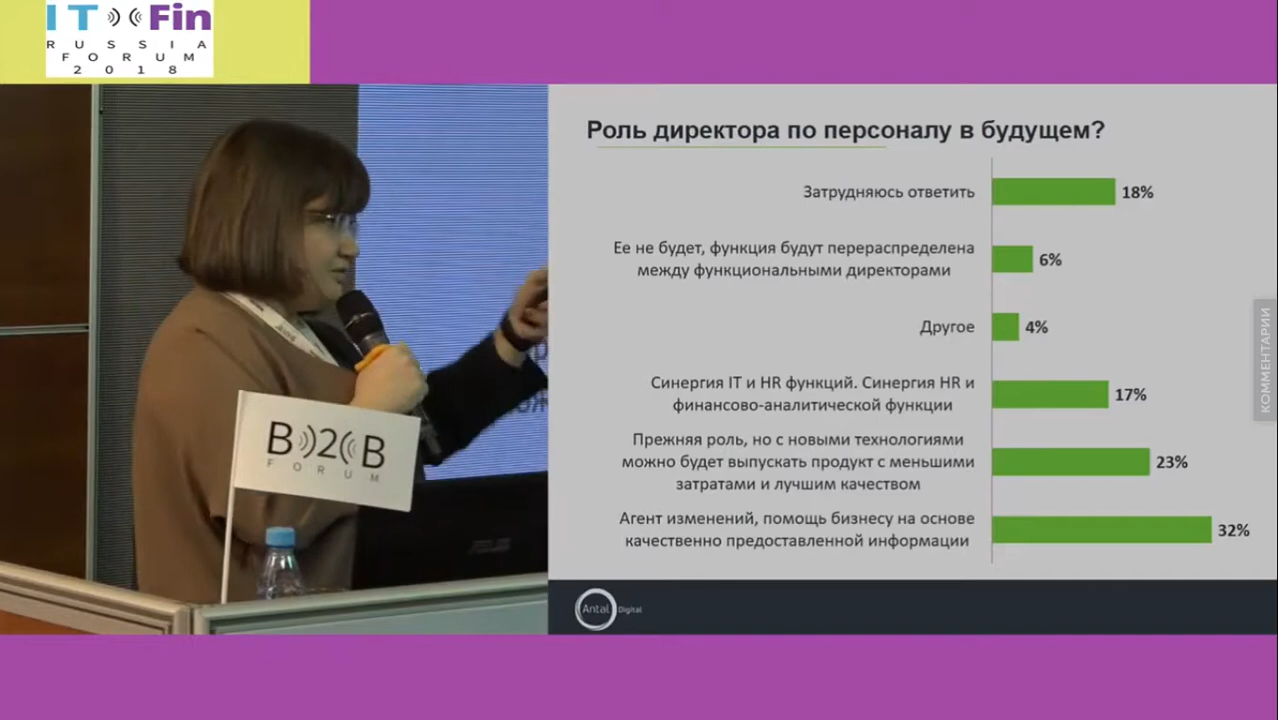 IT Fin
RUSSIA
FORUM
2018
Роль директора по персоналу в будущем?
Затрудняюсь ответить
18%
Ее не будет, функция будут перераспределена
между функциональными директорами
6%
Другое
4%
Синергия IT и HR функций. Синергия HR и
финансово-аналитической функции
17%
Прежняя роль, но с новыми технологиями
можно будет выпускать продукт с меньшими
затратами и лучшим качеством
23%
Агент изменений, помощь бизнесу на основе
качественно предоставленной информации
32%
КОММЕНТАРИИ
B2B
FORUM
ASUS
Antal Digital